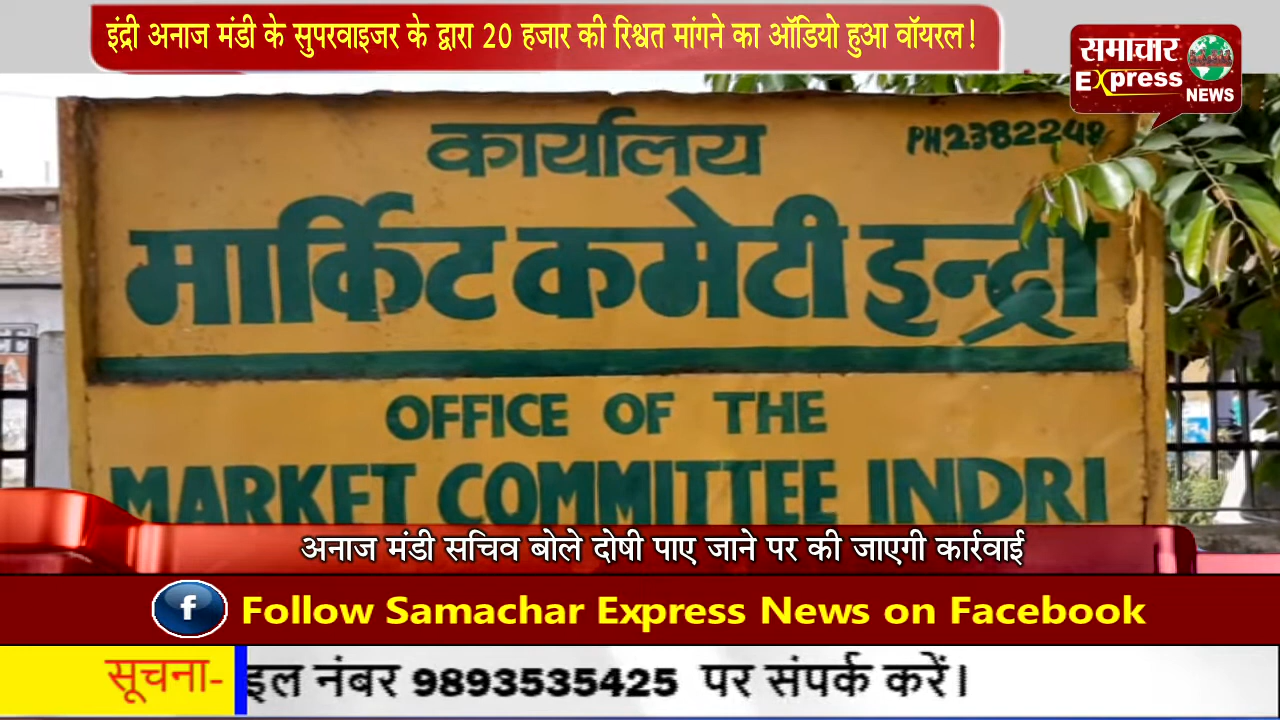 इंद्री अनाज मंडी के सुपरवाइजर के द्वारा 20 हजार की रिश्वत मांगने का ऑडियो हुआ वॉयरल!
समाचार
Express
NEWS
कार्यालय
PH.2382248
मार्किट कमेटी इन्द्री
OFFICE OF THE
MARKET COMMITTEE INDRI
अनाज मंडी सचिव बोले दोषी पाए जाने पर की जाएगी कार्रवाई
f Follow Samachar Express News on Facebook
सूचना- इल नंबर 9893535425 पर संपर्क करें।